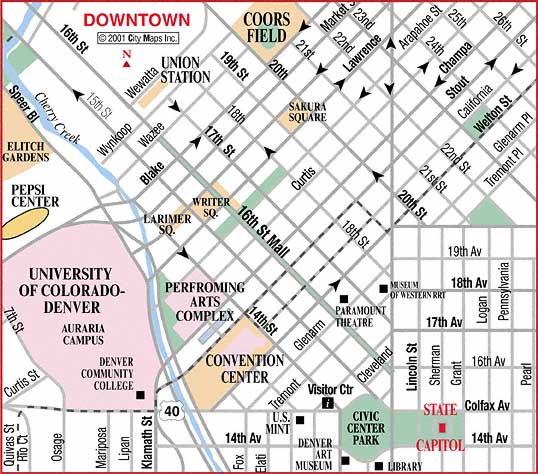 DOWNTOWN
© 2001 City Maps Inc.
N
COORS
FIELD
Market St
23rd
22nd
21st
20th
Lawrence
Arapahoe St
25th
26th St
24th
Champa
Stout
California
Welton St
Glenarm Pl
Tremont Pl
22nd St
21st St
20th St
16th St
Wewatta
UNION
STATION
19th St
18th
17th St
SAKURA
SQUARE
15th St
Wynkoop
Wazee
Blake
Speer Bl
Cherry Creek
ELITCH
GARDENS
PEPSI
CENTER
WRITER
SQ.
LARIMER
SQ.
Curtis
16th St Mall
18th St
19th Av
18th Av
17th Av
16th Av
Colfax Av
14th Av
Logan
Pennsylvania
Lincoln St
Sherman
Grant
Pearl
MUSEUM
OF WESTERN RRT
PARAMOUNT
THEATRE
UNIVERSITY
OF COLORADO-
DENVER
AURARIA
CAMPUS
DENVER
COMMUNITY
COLLEGE
PERFROMING
ARTS
COMPLEX
14thSt
CONVENTION
CENTER
Glenarm
Tremont
Cleveland
7th St
Curtis St
Quivas St
Rio Ct
Osage
Mariposa
Lipan
Klamath St
40
14th Av
Fox
Elati
U.S.
MINT
Visitor Ctr
i
DENVER
ART
MUSEUM
CIVIC
CENTER
PARK
LIBRARY
STATE
CAPITOL